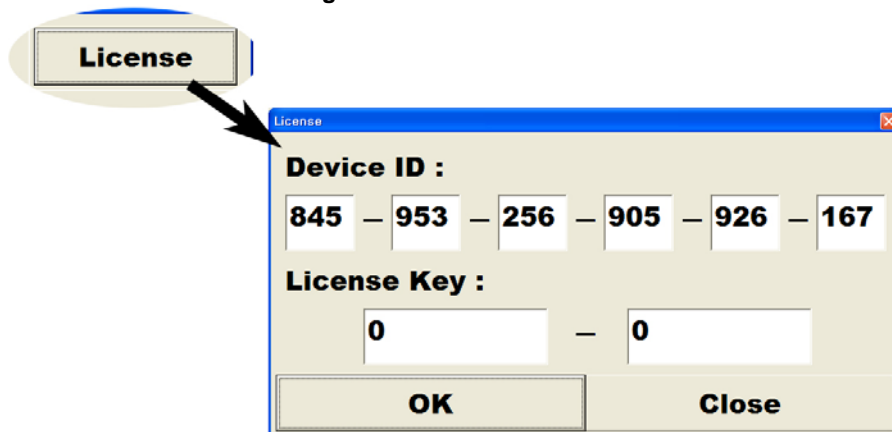 License
License
Device ID :
845 – 953 – 256 – 905 – 926 – 167
License Key :
0 – 0
OK Close